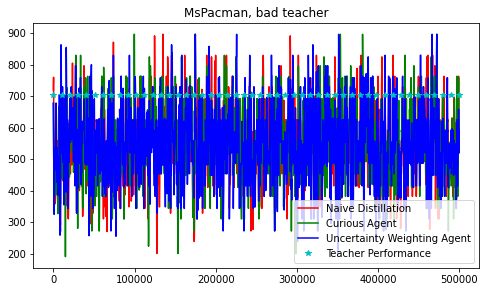 MsPacman, bad teacher
900
800
700
600
500
400
300
200
Naive Distillation
Curious Agent
Uncertainty Weighting Agent
Teacher Performance
0 100000 200000 300000 400000 500000